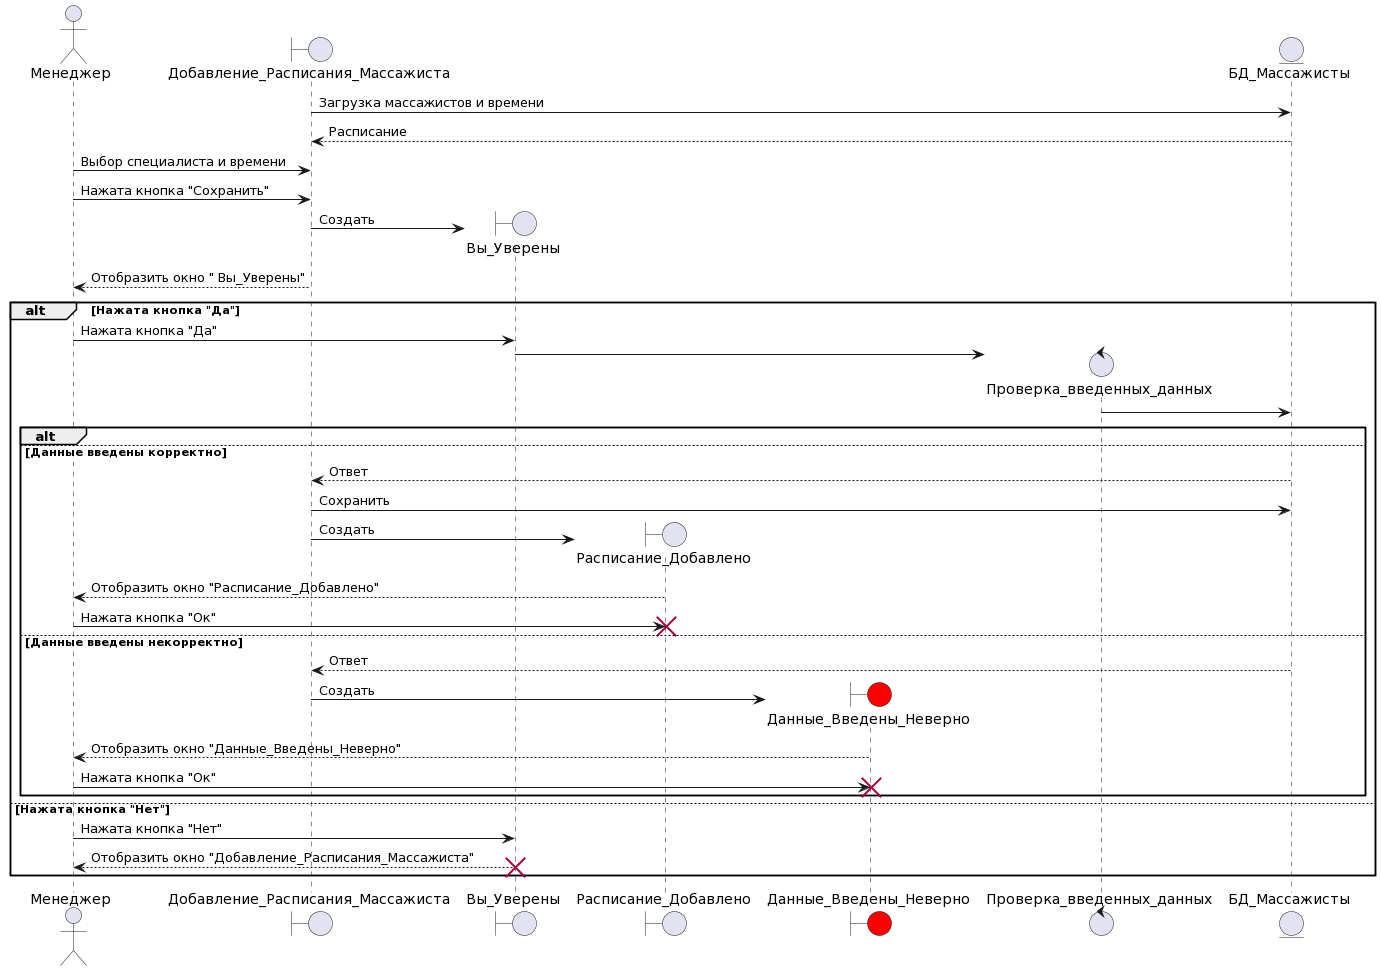 Менеджер
Добавление_Расписания_Массажиста
БД_Массажисты
Загрузка массажистов и времени
Расписание
Выбор специалиста и времени
Нажата кнопка "Сохранить"
Создать
Вы_Уверены
Отобразить окно " Вы_Уверены"
alt [Нажата кнопка "Да"]
Нажата кнопка "Да"
Проверка_введенных_данных
alt
[Данные введены корректно]
Ответ
Сохранить
Создать
Расписание_Добавлено
Отобразить окно "Расписание_Добавлено"
Нажата кнопка "Ок"
[Данные введены некорректно]
Ответ
Создать
Данные_Введены_Неверно
Отобразить окно "Данные_Введены_Неверно"
Нажата кнопка "Ок"
[Нажата кнопка "Нет"]
Нажата кнопка "Нет"
Отобразить окно "Добавление_Расписания_Массажиста"
Менеджер
Добавление_Расписания_Массажиста
Вы_Уверены
Расписание_Добавлено
Данные_Введены_Неверно
Проверка_введенных_данных
БД_Массажисты